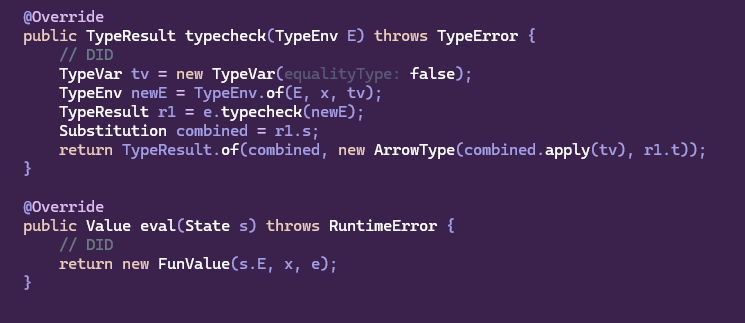 @Override
public TypeResult typecheck(TypeEnv E) throws TypeError {
    // DID
    TypeVar tv = new TypeVar(equalityType: false);
    TypeEnv newE = TypeEnv.of(E, x, tv);
    TypeResult r1 = e.typecheck(newE);
    Substitution combined = r1.s;
    return TypeResult.of(combined, new ArrowType(combined.apply(tv), r1.t));
}

@Override
public Value eval(State s) throws RuntimeError {
    // DID
    return new FunValue(s.E, x, e);
}